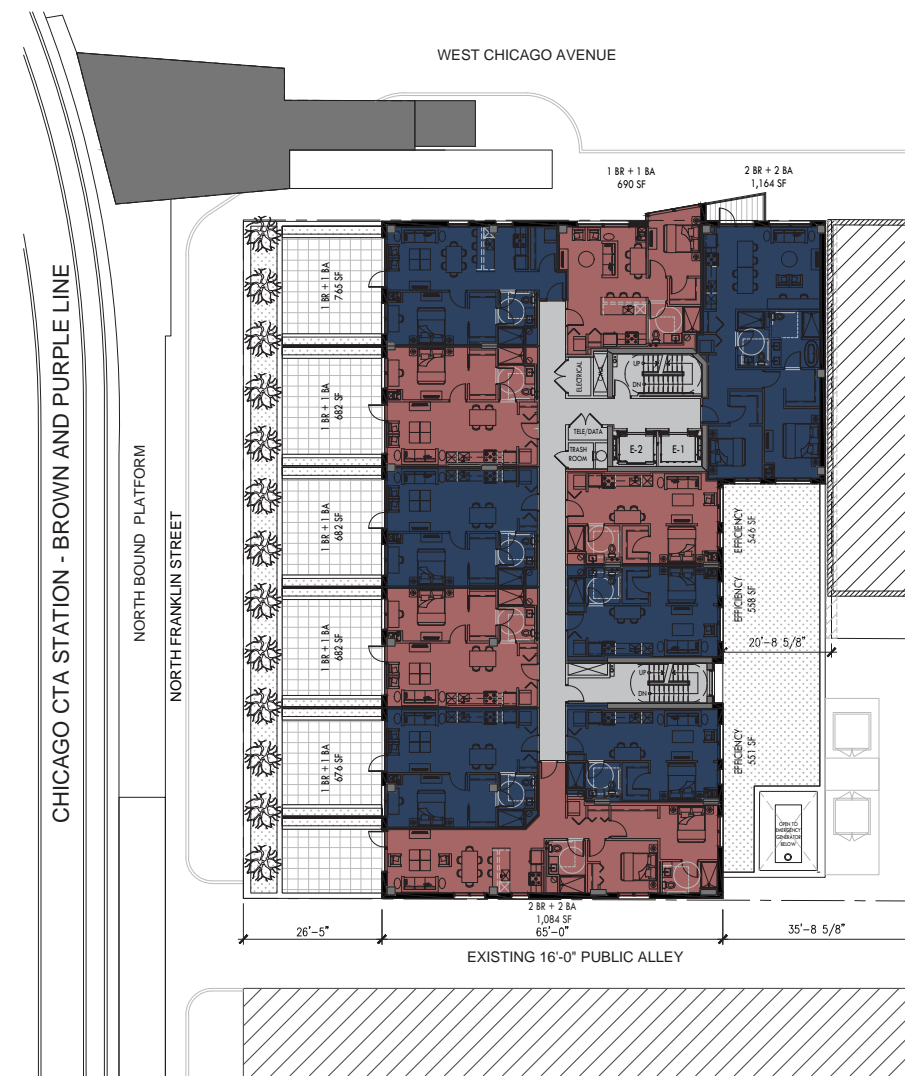 WEST CHICAGO AVENUE
1 BR + 1 BA
690 SF
2 BR + 2 BA
1,164 SF
CHICAGO CTA STATION - BROWN AND PURPLE LINE
NORTH BOUND PLATFORM
NORTH FRANKLIN STREET
1 BR + 1 BA
765 SF
1 BR + 1 BA
682 SF
1 BR + 1 BA
682 SF
1 BR + 1 BA
682 SF
1 BR + 1 BA
676 SF
ELECTRICAL
UP
DN
TELE/DATA
TRASH
ROOM
E-2
E-1
EFFICIENCY
546 SF
EFFICIENCY
558 SF
20'-8 5/8"
UP
DN
EFFICIENCY
551 SF
OPEN TO
EMERGENCY
GENERATOR
BELOW
2 BR + 2 BA
1,084 SF
26'-5"
65'-0"
35'-8 5/8"
EXISTING 16'-0" PUBLIC ALLEY